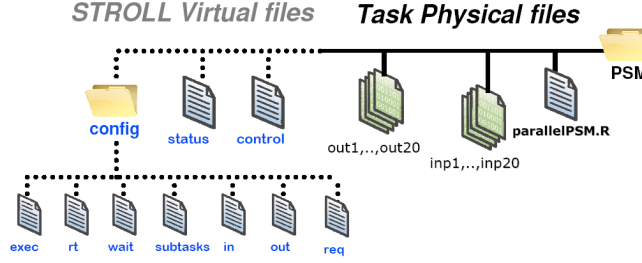 STROLL Virtual files
Task Physical files
PSM
config
status
control
out1,..,out20
inp1,..,inp20
parallelPSM.R
exec
rt
wait
subtasks
in
out
req